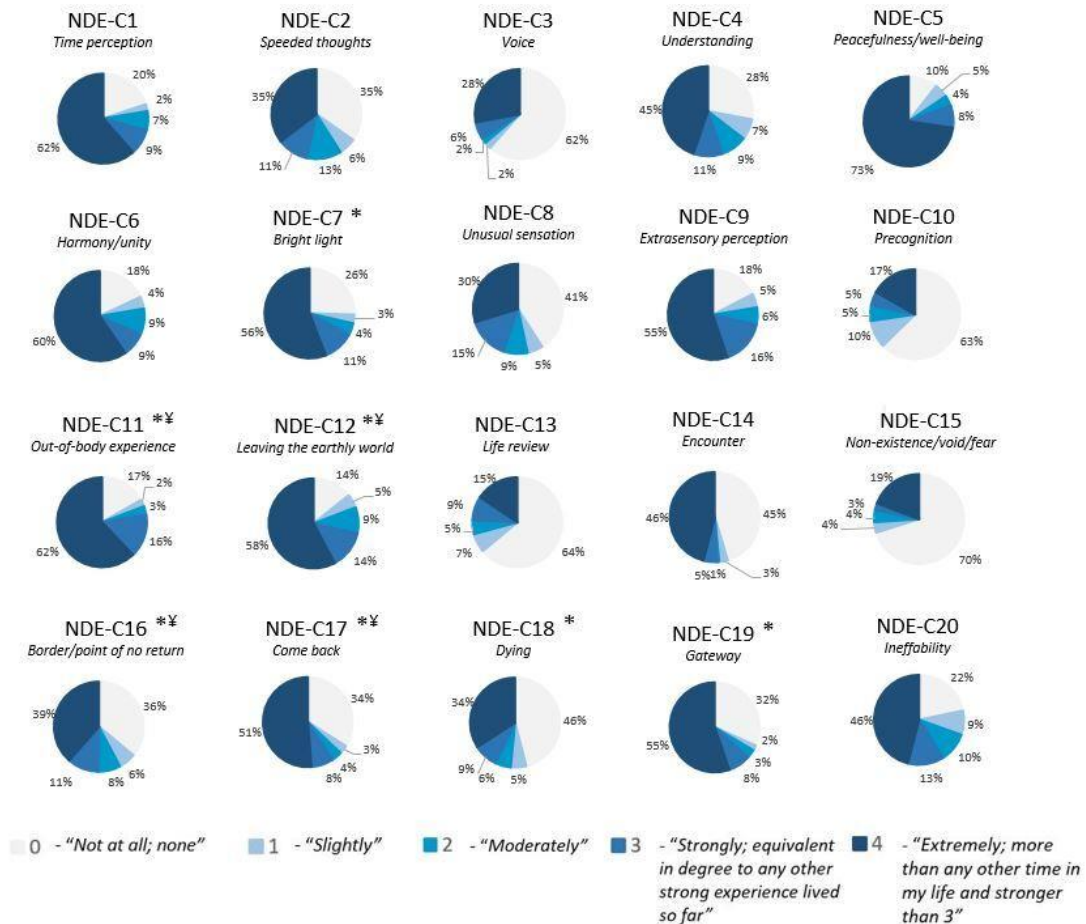 NDE-C1
Time perception
20%
2%
7%
9%
62%
NDE-C2
Speeded thoughts
35%
6%
13%
11%
35%
NDE-C3
Voice
62%
2%
2%
6%
28%
NDE-C4
Understanding
28%
7%
9%
11%
45%
NDE-C5
Peacefulness/well-being
10%
5%
4%
8%
73%
NDE-C6
Harmony/unity
18%
4%
9%
9%
60%
NDE-C7 *
Bright light
26%
3%
4%
11%
56%
NDE-C8
Unusual sensation
41%
5%
9%
15%
30%
NDE-C9
Extrasensory perception
18%
5%
6%
16%
55%
NDE-C10
Precognition
63%
10%
5%
5%
17%
NDE-C11 *¥
Out-of-body experience
17%
2%
3%
16%
62%
NDE-C12 *¥
Leaving the earthly world
14%
5%
9%
14%
58%
NDE-C13
Life review
64%
7%
5%
9%
15%
NDE-C14
Encounter
45%
3%
1%
5%
46%
NDE-C15
Non-existence/void/fear
70%
4%
4%
3%
19%
NDE-C16 *¥
Border/point of no return
36%
6%
8%
11%
39%
NDE-C17 *¥
Come back
34%
3%
4%
8%
51%
NDE-C18 *
Dying
46%
5%
6%
9%
34%
NDE-C19 *
Gateway
32%
2%
3%
8%
55%
NDE-C20
Ineffability
22%
9%
10%
13%
46%
0 - “Not at all; none”
1 - “Slightly”
2 - “Moderately”
3 - “Strongly; equivalent
in degree to any other
strong experience lived
so far”
4 - “Extremely; more
than any other time in
my life and stronger
than 3”